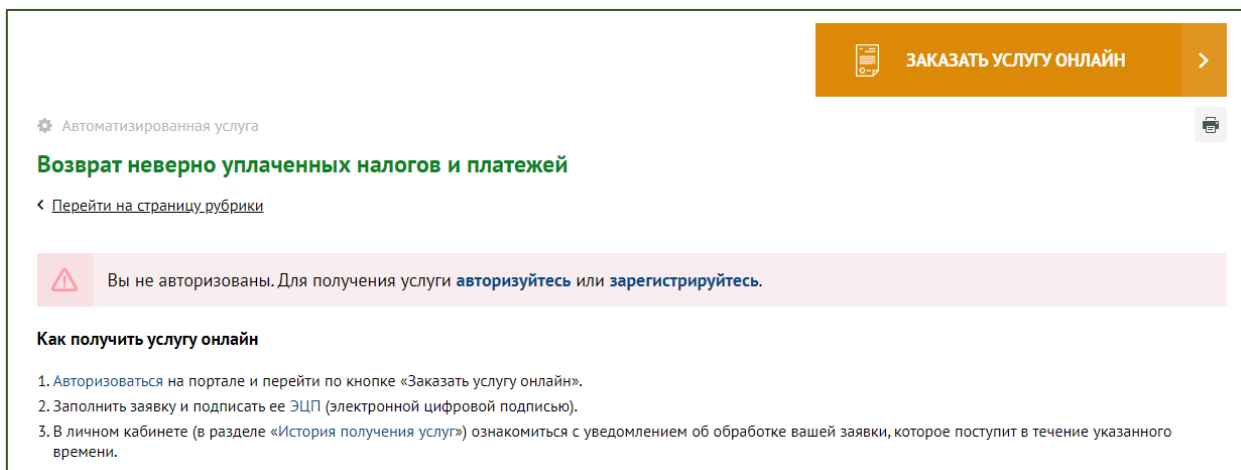 ЗАКАЗАТЬ УСЛУГУ ОНЛАЙН
Автоматизированная услуга
Возврат неверно уплаченных налогов и платежей
Перейти на страницу рубрики
Вы не авторизованы. Для получения услуги авторизуйтесь или зарегистрируйтесь.
Как получить услугу онлайн
1. Авторизоваться на портале и перейти по кнопке «Заказать услугу онлайн».
2. Заполнить заявку и подписать ее ЭЦП (электронной цифровой подписью).
3. В личном кабинете (в разделе «История получения услуг») ознакомиться с уведомлением об обработке вашей заявки, которое поступит в течение указанного
времени.